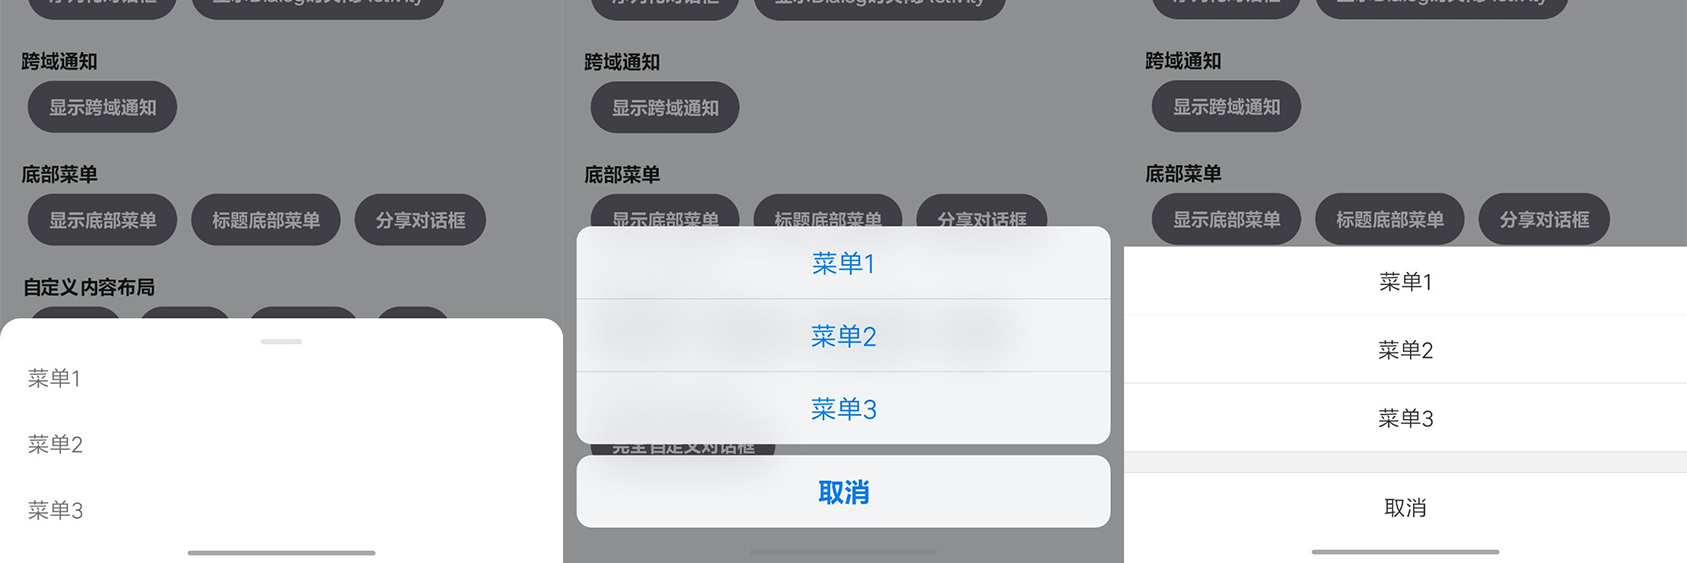 跨域通知
显示跨域通知
底部菜单
显示底部菜单 标题底部菜单 分享对话框
自定义内容布局
菜单1
菜单2
菜单3
跨域通知
显示跨域通知
底部菜单
显示底部菜单 标题底部菜单 分享对话框
菜单1
菜单2
菜单3
完全自定义对话框
取消
跨域通知
显示跨域通知
底部菜单
显示底部菜单 标题底部菜单 分享对话框
菜单1
菜单2
菜单3
取消